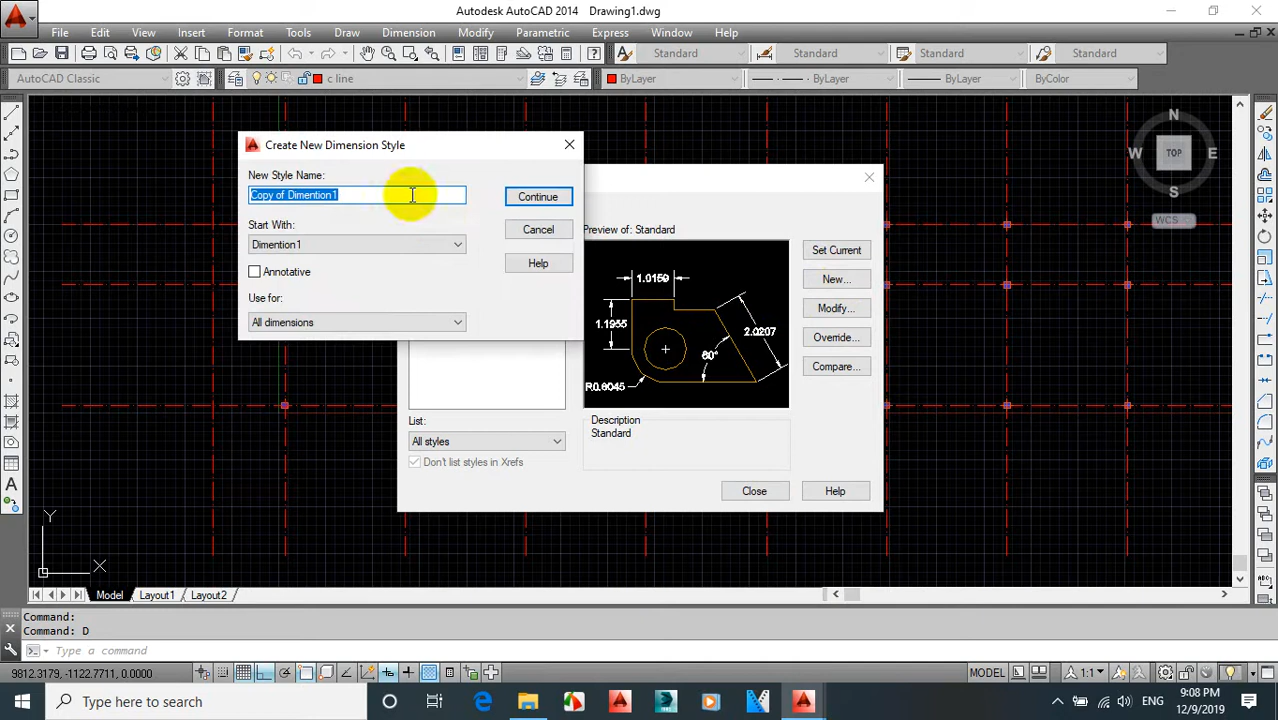 Autodesk AutoCAD 2014 Drawing1.dwg
File Edit View Insert Format Tools Draw Dimension Modify Parametric Express Window Help
Standard Standard Standard Standard
AutoCAD Classic c line ByLayer ByLayer ByLayer ByColor
Create New Dimension Style
New Style Name:
Copy of Dimention1
Continue
Start With:
Cancel
Dimention1
Help
Annotative
Use for:
All dimensions
Preview of: Standard
1.0159
1.1955
2.0207
60°
R0.8045
Set Current
New...
Modify...
Override...
Compare...
List:
All styles
Don't list styles in Xrefs
Description
Standard
Close Help
N
W TOP E
S
WCS
Y
X
Model Layout1 Layout2
Command:
Command: D
Type a command
9812.3179, -1122.7711, 0.0000 MODEL 1:1
Type here to search
ENG
9:08 PM
12/9/2019